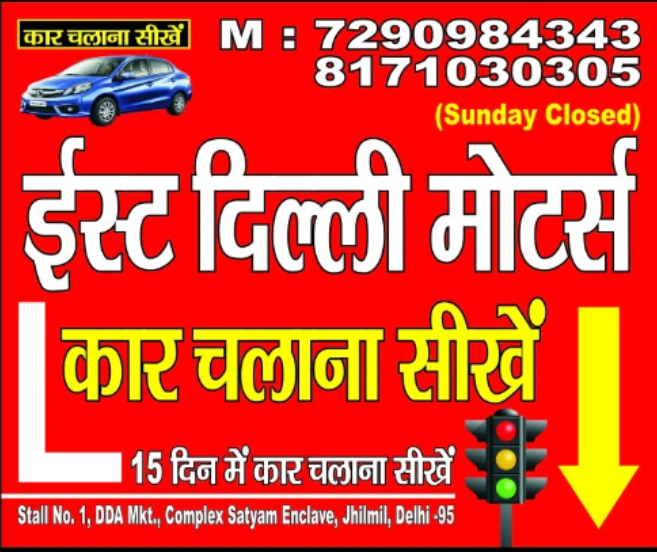 कार चलाना सीखें
M : 7290984343
8171030305
(Sunday Closed)
ईस्ट दिल्ली मोटर्स
L
कार चलाना सीखें
15 दिन में कार चलाना सीखें
Stall No. 1, DDA Mkt., Complex Satyam Enclave, Jhilmil, Delhi -95